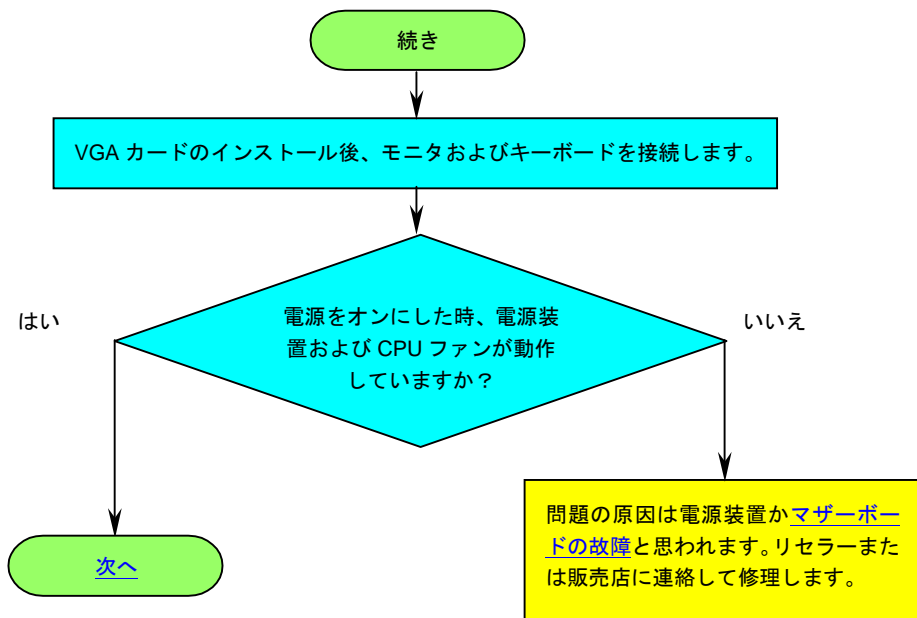 続き
VGA カードのインストール後、モニタおよびキーボードを接続します。
電源をオンにした時、電源装
置および CPU ファンが動作
していますか？
はい
いいえ
次へ
問題の原因は電源装置かマザーボー
ドの故障と思われます。リセラーまた
は販売店に連絡して修理します。